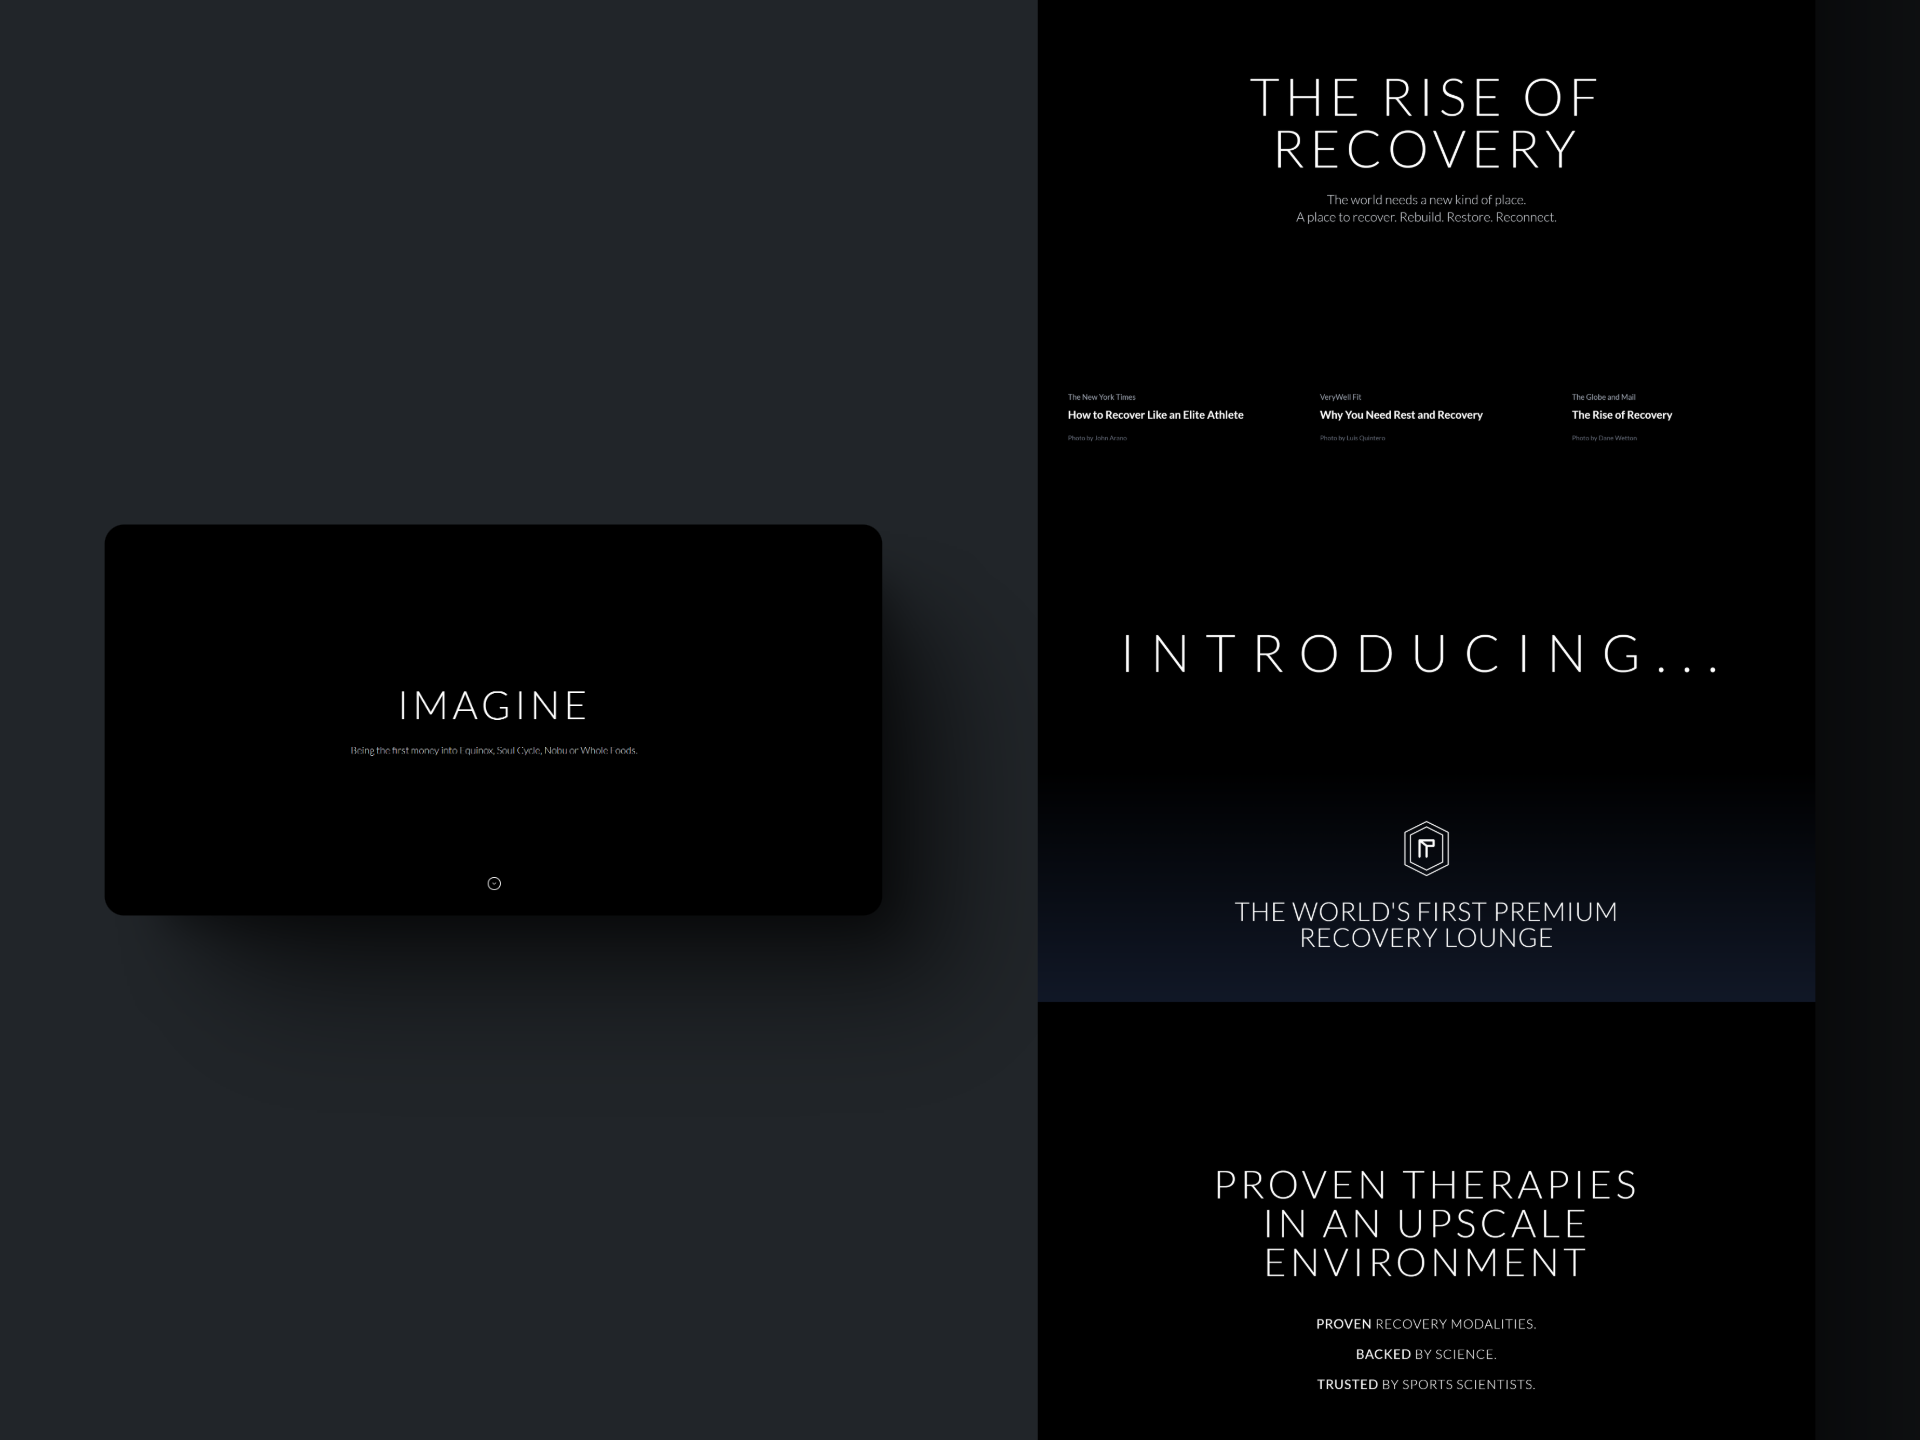 IMAGINE
Being the first money into Equinox, Soul Cycle, Nobu or Whole Foods.
THE RISE OF
RECOVERY
The world needs a new kind of place.
A place to recover. Rebuild. Restore. Reconnect.
The New York Times
How to Recover Like an Elite Athlete
Photo by John Arano
VeryWell Fit
Why You Need Rest and Recovery
Photo by Luis Quintero
The Globe and Mail
The Rise of Recovery
Photo by Dane Wetton
INTRODUCING...
THE WORLD'S FIRST PREMIUM
RECOVERY LOUNGE
PROVEN THERAPIES
IN AN UPSCALE
ENVIRONMENT
PROVEN RECOVERY MODALITIES.
BACKED BY SCIENCE.
TRUSTED BY SPORTS SCIENTISTS.